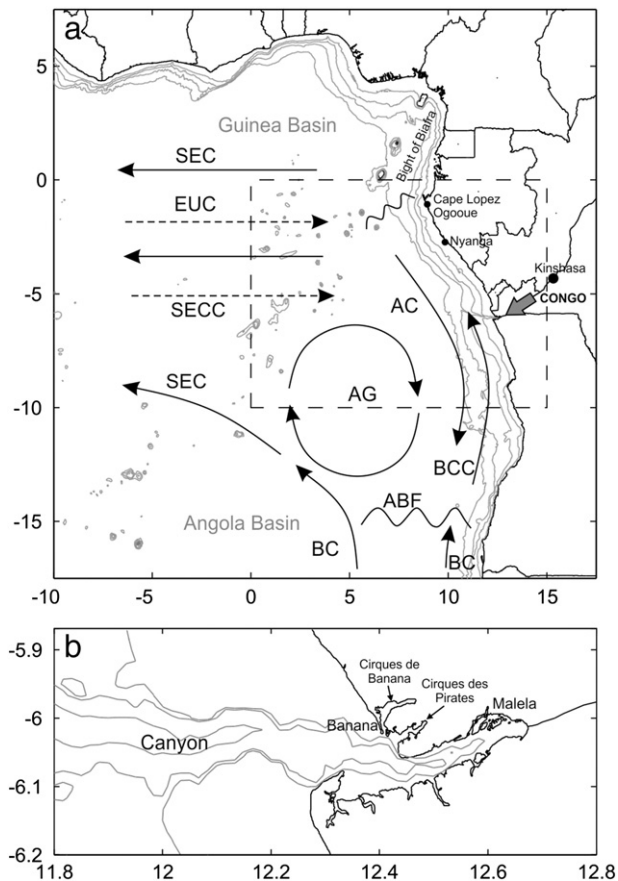 a
5
0
-5
-10
-15
-10
-5
0
5
10
15
Guinea Basin
Bight of Biafra
SEC
EUC
Cape Lopez
Ogooue
Nyanga
Kinshasa
CONGO
SECC
AC
SEC
AG
BCC
ABF
Angola Basin
BC
BC
b
-5.9
-6
-6.1
-6.2
11.8
12
12.2
12.4
12.6
12.8
Cirques de
Banana
Cirques des
Pirates
Malela
Banana
Canyon